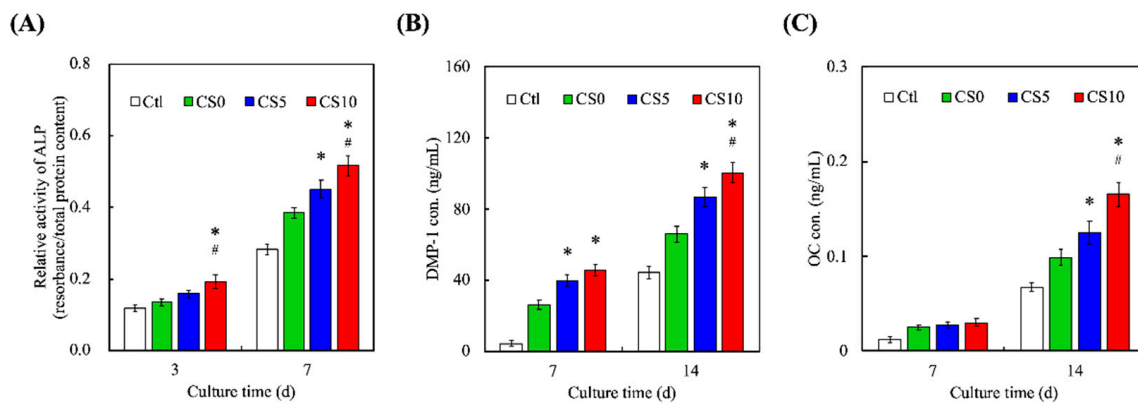 (A)
Relative activity of ALP
(resorbance/total protein content)
0.8
0.6
0.4
0.2
0.0
Ctl CS0 CS5 CS10
*
#
*
*
#
3 7
Culture time (d)
(B)
DMP-1 con. (ng/mL)
160
120
80
40
0
Ctl CS0 CS5 CS10
* *
*
*
#
7 14
Culture time (d)
(C)
OC con. (ng/mL)
0.3
0.2
0.1
0
Ctl CS0 CS5 CS10
*
*
#
7 14
Culture time (d)